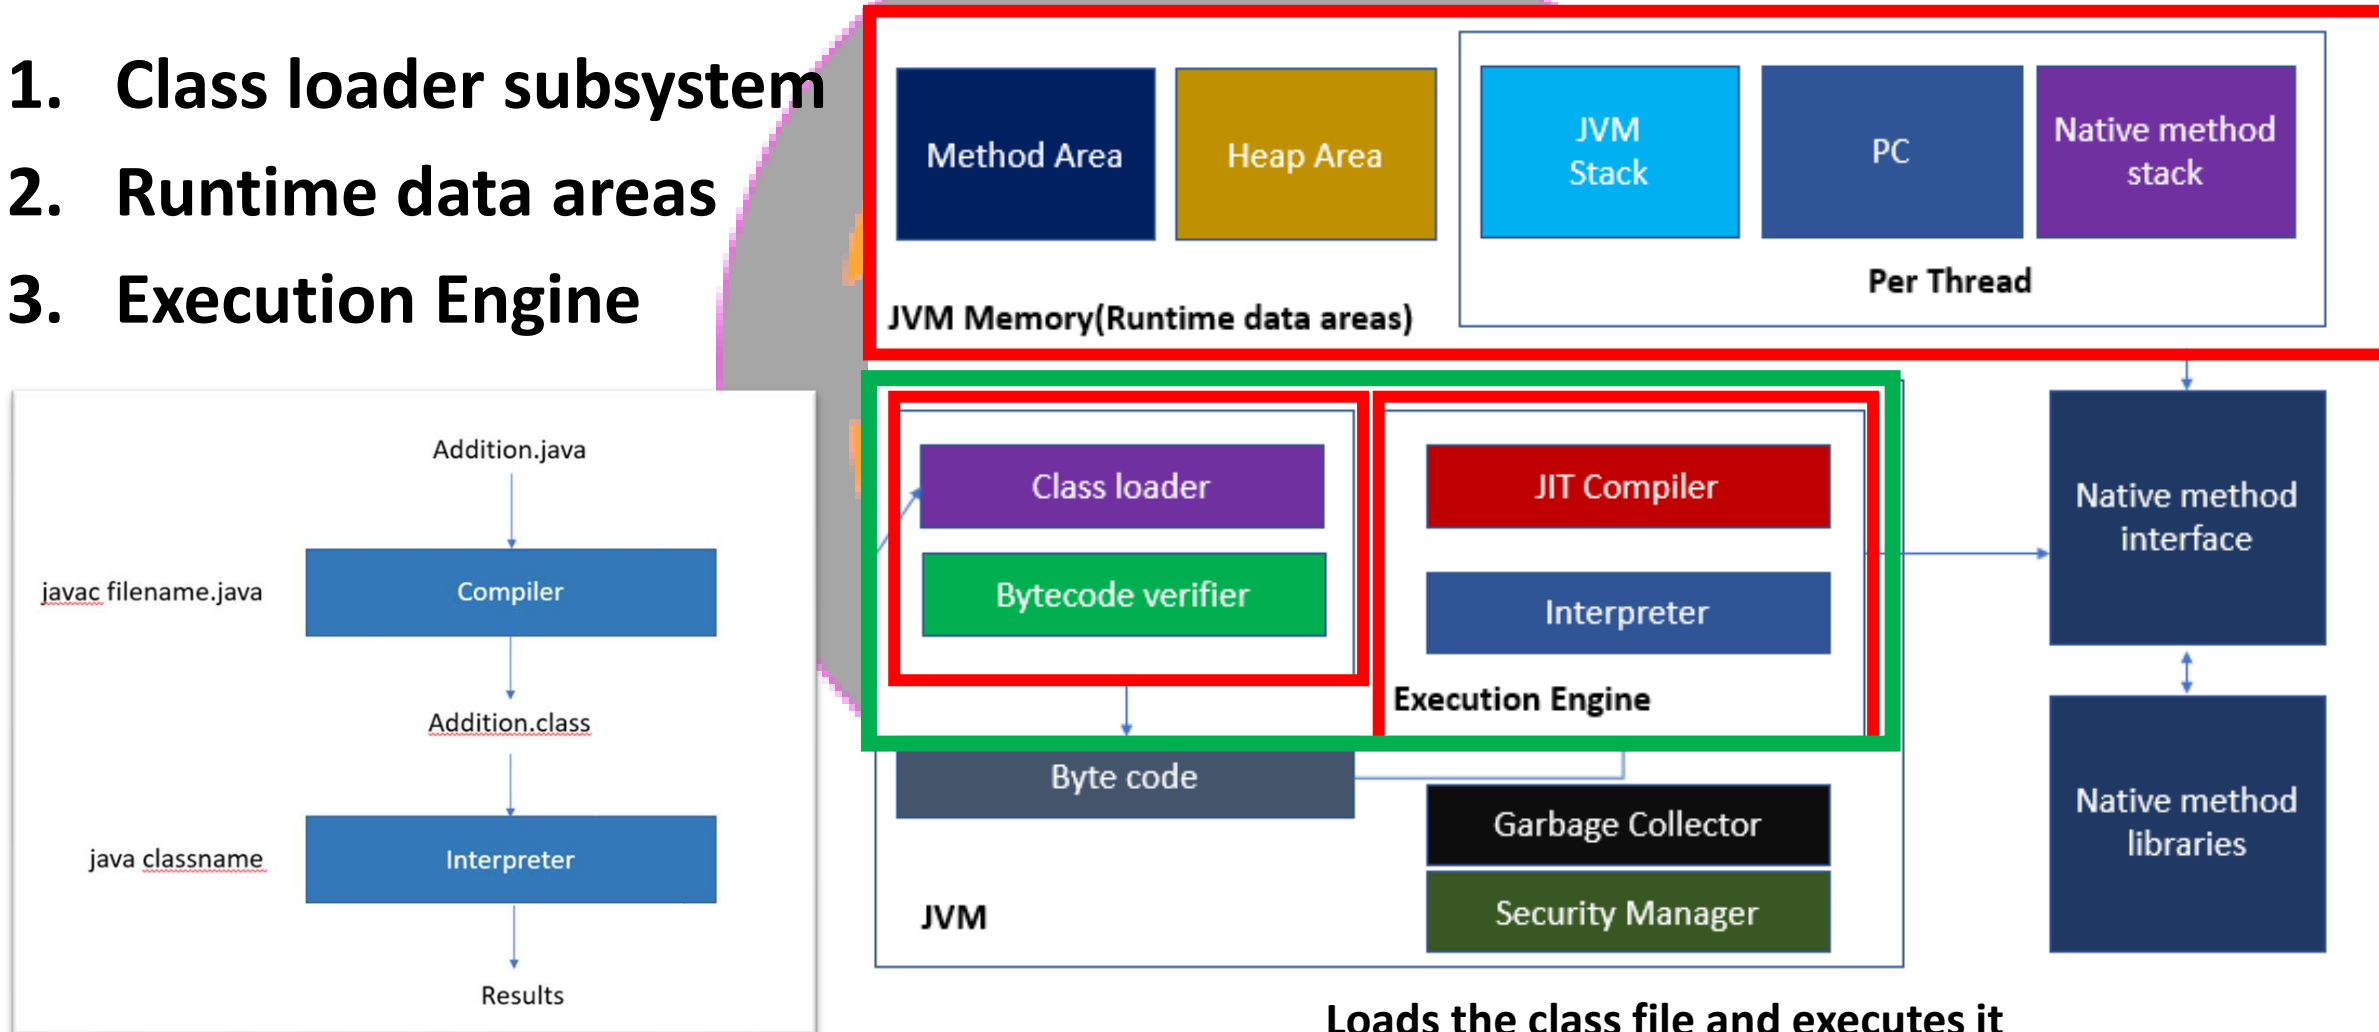 1. Class loader subsystem
2. Runtime data areas
3. Execution Engine
Addition.java
javac filename.java
Compiler
Addition.class
java classname
Interpreter
Results
Method Area
Heap Area
JVM
Stack
PC
Native method
stack
Per Thread
JVM Memory(Runtime data areas)
Class loader
Bytecode verifier
JIT Compiler
Interpreter
Execution Engine
Byte code
Garbage Collector
Security Manager
JVM
Native method
interface
Native method
libraries
Loads the class file and executes it